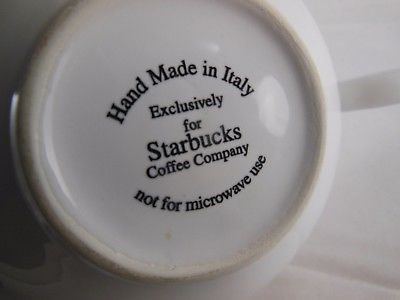 Hand Made in Italy
Exclusively
for
Starbucks
Coffee Company
not for microwave use